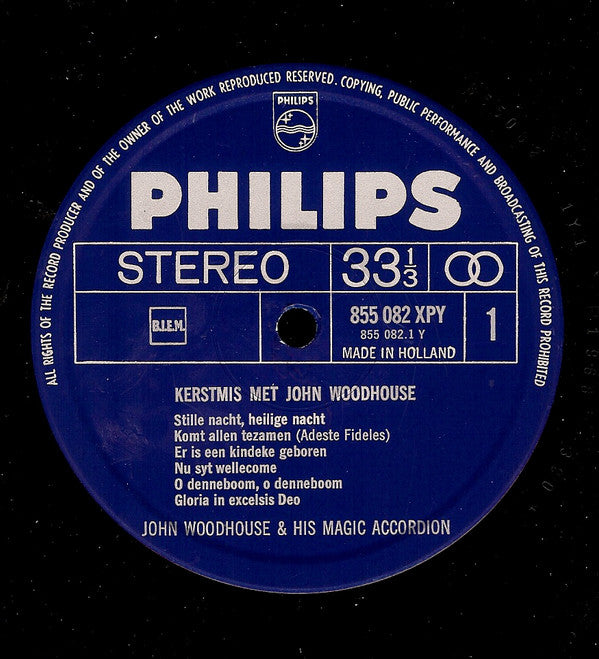 ALL RIGHTS OF THE RECORD PRODUCER AND OF THE OWNER OF THE WORK REPRODUCED RESERVED. COPYING, PUBLIC PERFORMANCE AND BROADCASTING OF THIS RECORD PROHIBITED
PHILIPS
PHILIPS
STEREO 33 1/3
B.I.E.M. 855 082 XPY 1
855 082.1 Y
MADE IN HOLLAND
KERSTMIS MET JOHN WOODHOUSE
Stille nacht, heilige nacht
Komt allen tezamen (Adeste Fideles)
Er is een kindeke geboren
Nu syt wellecome
O denneboom, o denneboom
Gloria in excelsis Deo
JOHN WOODHOUSE & HIS MAGIC ACCORDION